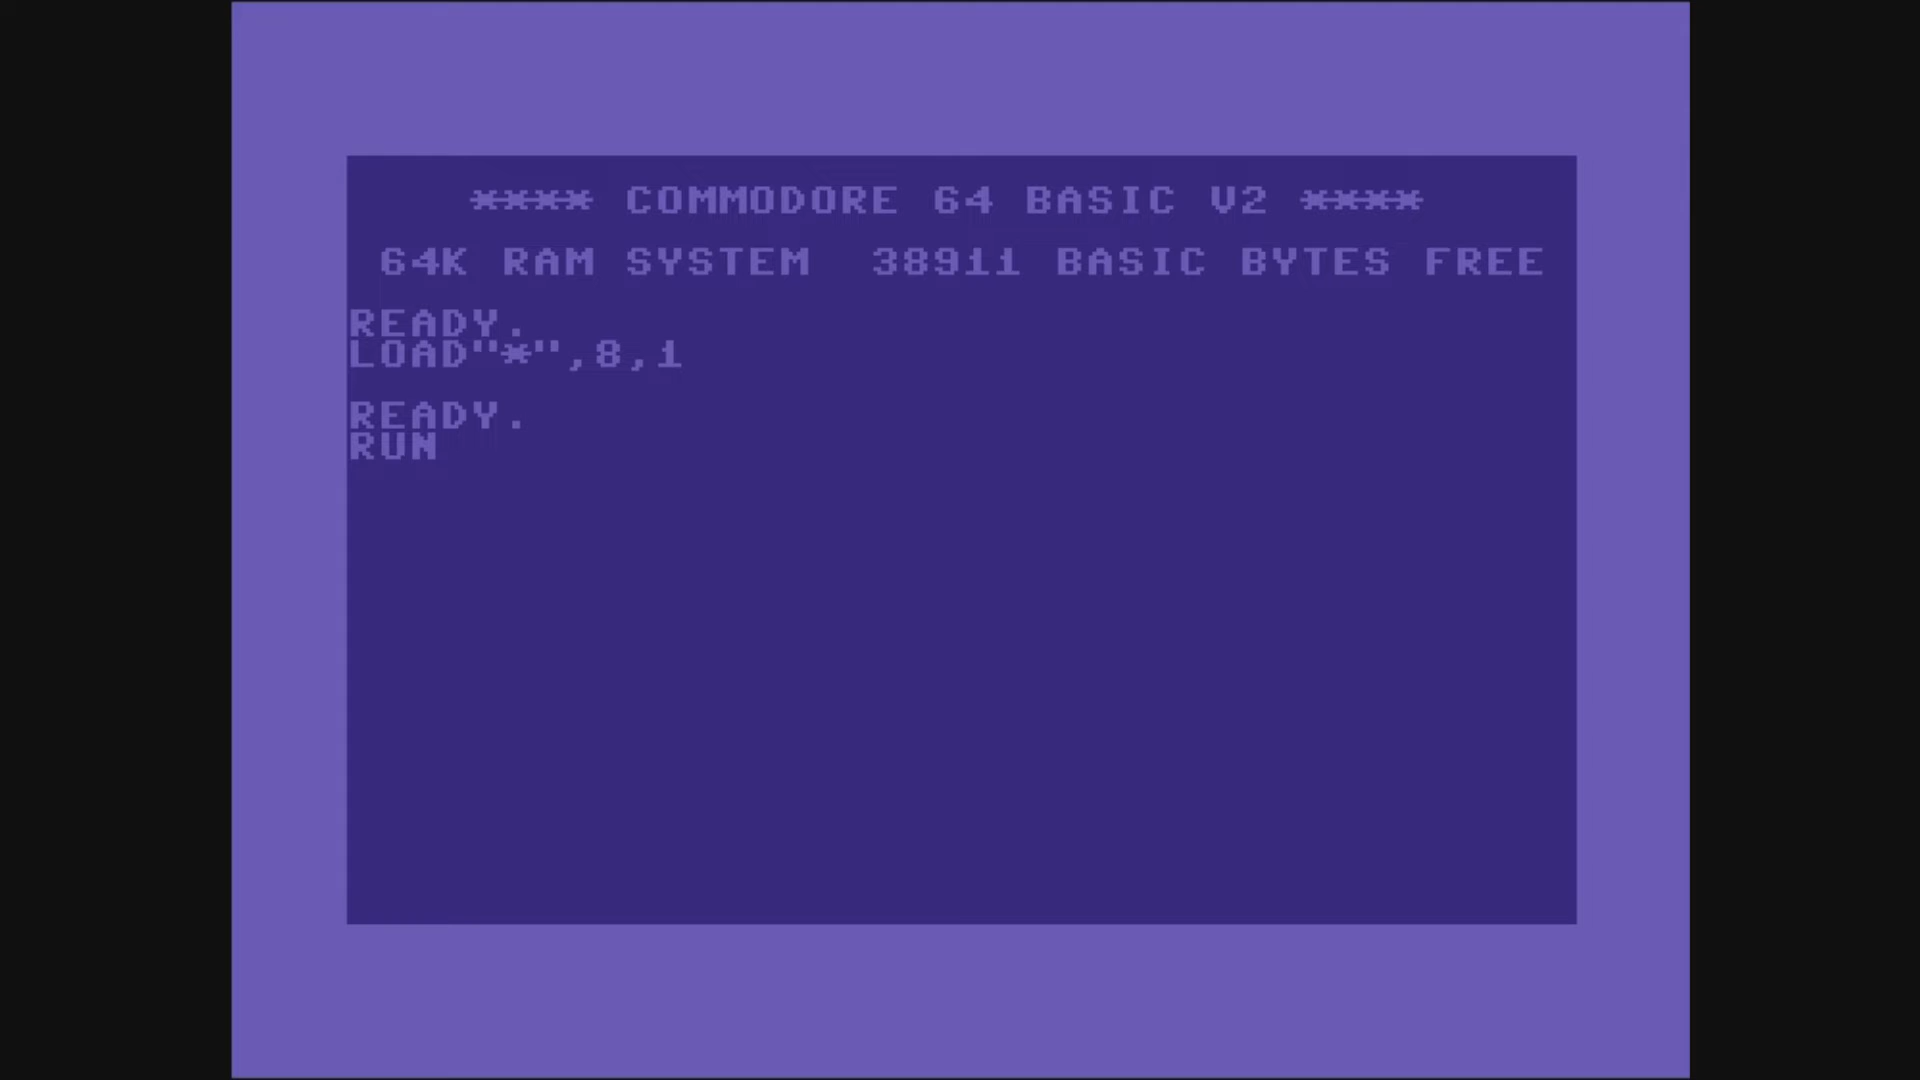 **** COMMODORE 64 BASIC V2 ****
64K RAM SYSTEM  38911 BASIC BYTES FREE
READY.
LOAD"*",8,1
READY.
RUN